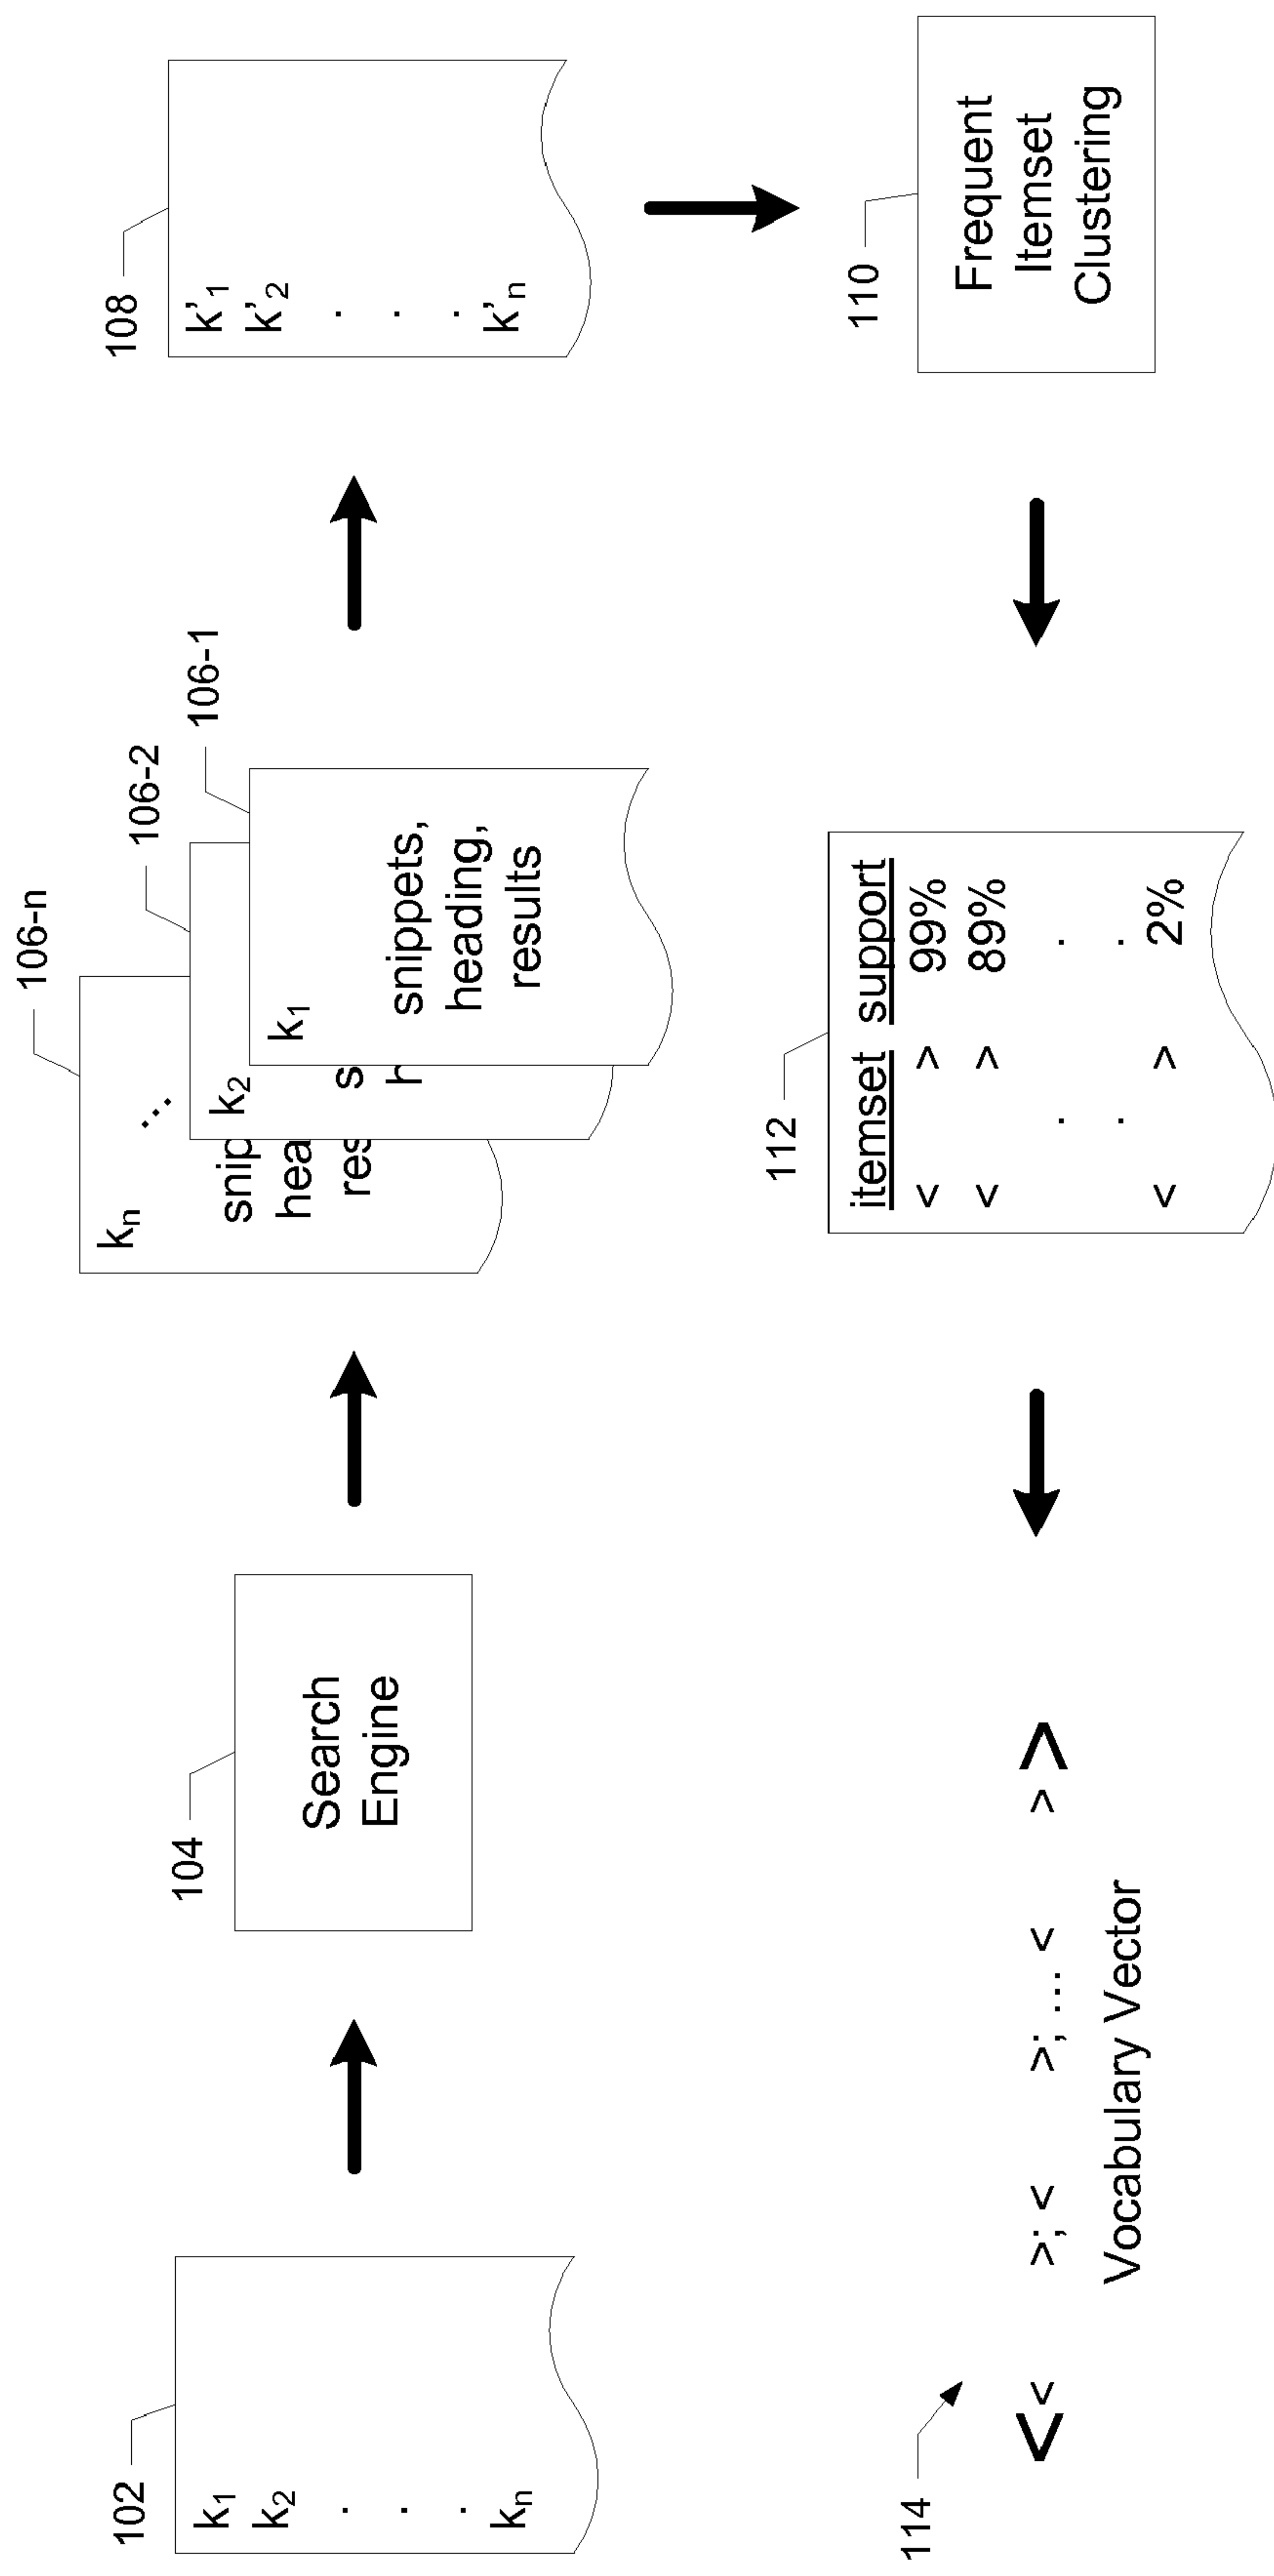 102
k1
k2
.
.
.
kn
104
Search
Engine
106-n
kn
...
snip
hea
res
106-2
k2
s
h
106-1
k1
snippets,
heading,
results
108
k'1
k'2
.
.
.
k'n
110
Frequent
Itemset
Clustering
112
itemset support
< > 99%
< > 89%
. .
. .
< > 2%
114
< < >; < >; ... < > >
Vocabulary Vector